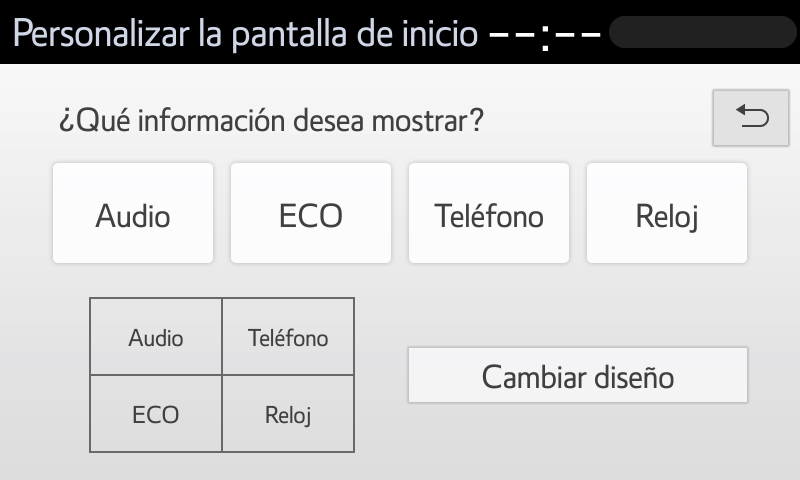 Personalizar la pantalla de inicio --:--
¿Qué información desea mostrar?
Audio ECO Teléfono Reloj
Audio Teléfono
Cambiar diseño
ECO Reloj